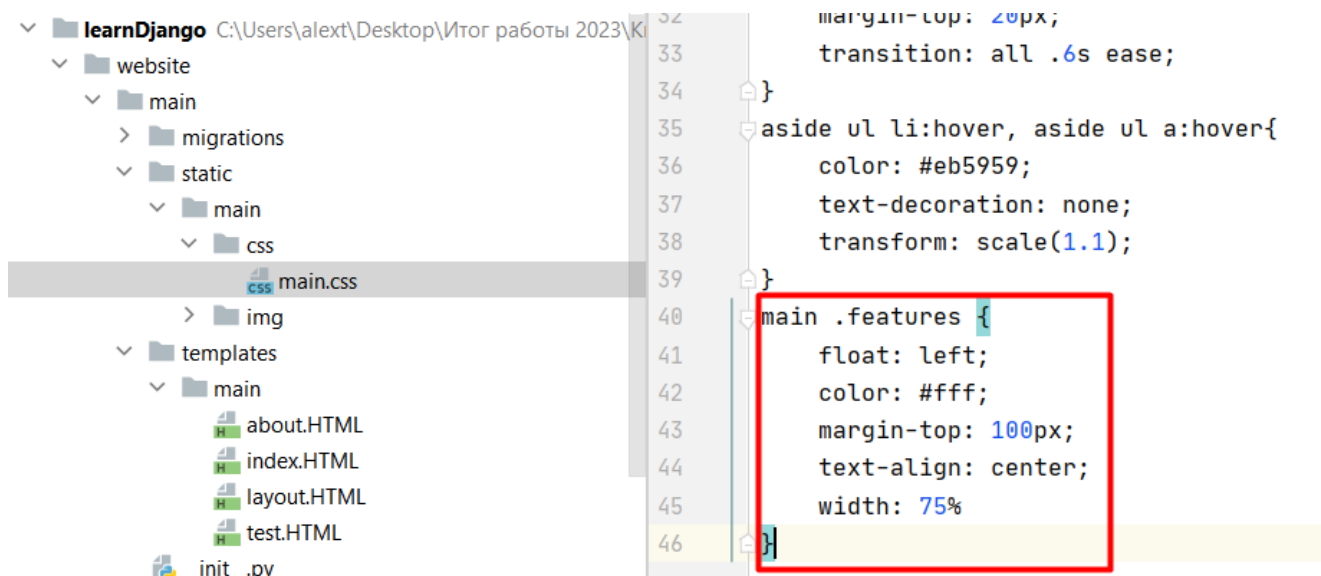 learnDjango C:\Users\alext\Desktop\Итог работы 2023\
website
main
migrations
static
main
css
main.css
img
templates
main
about.HTML
index.HTML
layout.HTML
test.HTML
__init__.py
32 margin-top: 20px;
33 transition: all .6s ease;
34 }
35 aside ul li:hover, aside ul a:hover{
36 color: #eb5959;
37 text-decoration: none;
38 transform: scale(1.1);
39 }
40 main .features {
41 float: left;
42 color: #fff;
43 margin-top: 100px;
44 text-align: center;
45 width: 75%
46 }